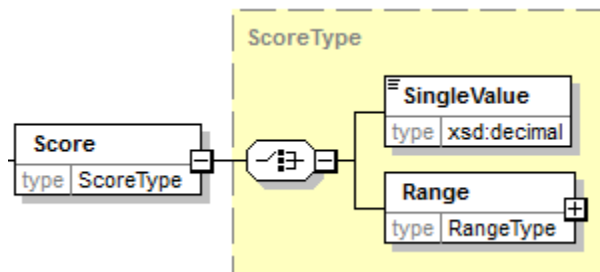 ScoreType
SingleValue
type xsd:decimal
Score
type ScoreType
Range
type RangeType